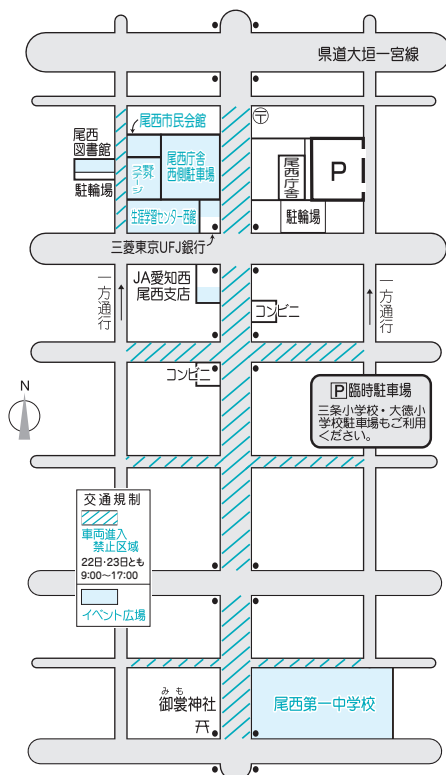 県道大垣一宮線
尾西市民会館
〒
尾西
図書館
駐輪場
野外
ステージ
尾西庁舎
西側駐車場
尾西庁舎
P
生涯学習センター西館
駐輪場
三菱東京UFJ銀行
JA愛知西
尾西支店
一方通行
一方通行
コンビニ
コンビニ
N
P臨時駐車場
三条小学校・大徳小
学校駐車場もご利用
ください。
交通規制
車両進入
禁止区域
22日・23日とも
9:00〜17:00
イベント広場
みも
御裳神社
尾西第一中学校